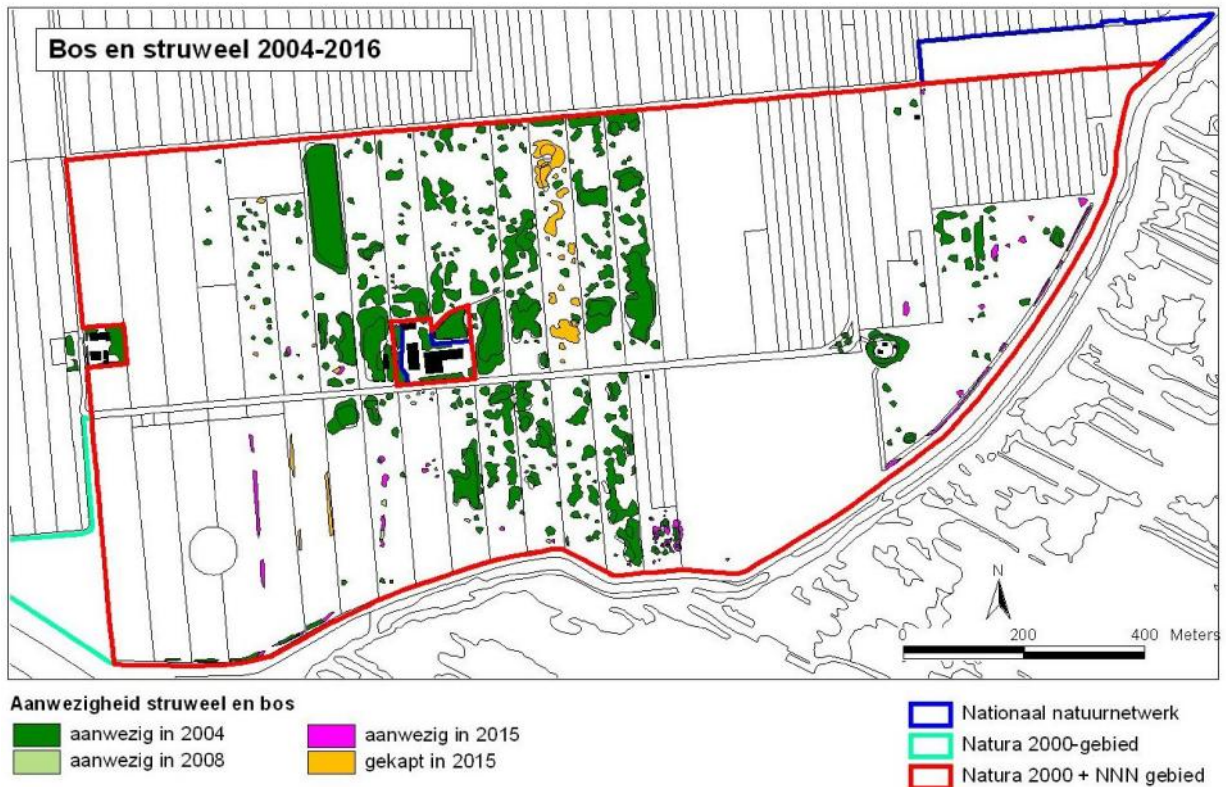 Bos en struweel 2004-2016
N
0 200 400 Meters
Aanwezigheid struweel en bos
aanwezig in 2004
aanwezig in 2008
aanwezig in 2015
gekapt in 2015
Nationaal natuurnetwerk
Natura 2000-gebied
Natura 2000 + NNN gebied